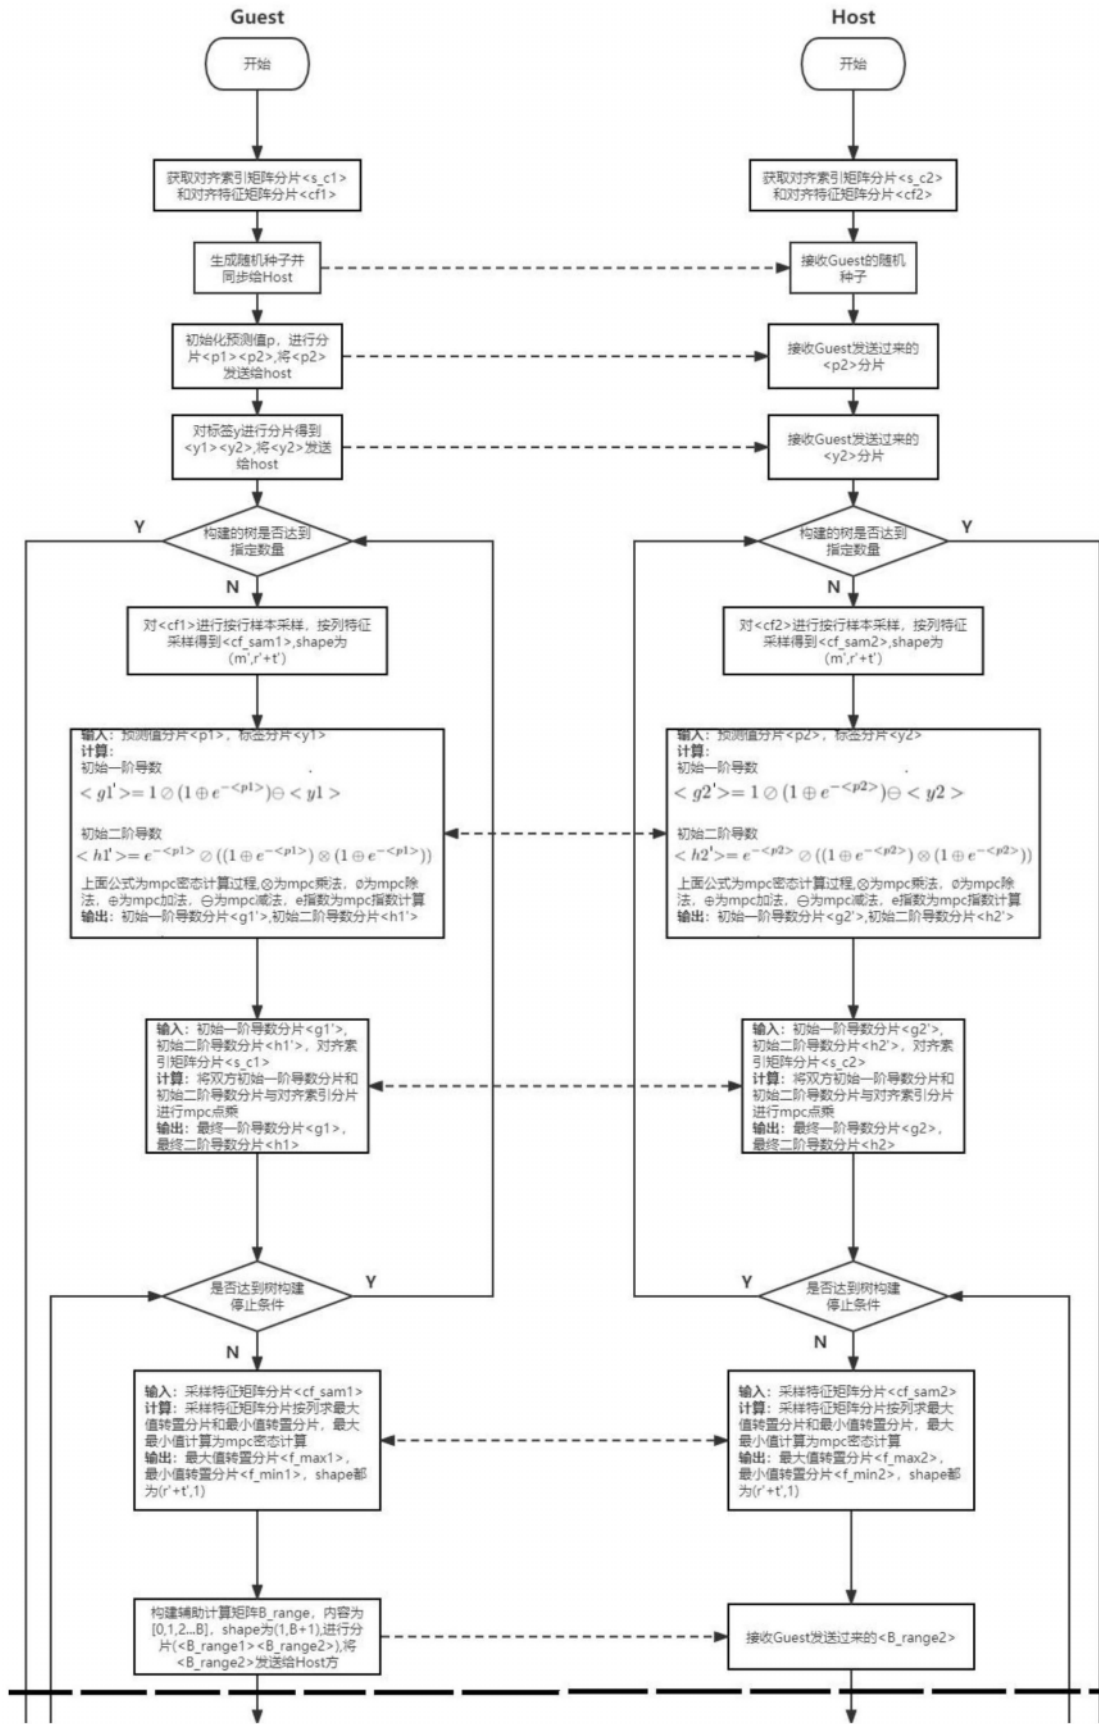 Guest
Host
开始
开始
获取对齐索引矩阵分片<s_c1>
和对齐特征矩阵分片<cf1>
获取对齐索引矩阵分片<s_c2>
和对齐特征矩阵分片<cf2>
生成随机种子并
同步给Host
接收Guest的随机
种子
初始化预测值p，进行分
片<p1><p2>,将<p2>
发送给host
接收Guest发送过来的
<p2>分片
对标签y进行分片得到
<y1><y2>,将<y2>发送
给host
接收Guest发送过来的
<y2>分片
Y
构建的树是否达到
指定数量
N
构建的树是否达到
指定数量
Y
N
对<cf1>进行按行样本采样，按列特征
采样得到<cf_sam1>,shape为
（m',r'+t'）
对<cf2>进行按行样本采样，按列特征
采样得到<cf_sam2>,shape为
（m',r'+t'）
输入：预测值分片<p1>，标签分片<y1>
计算：
初始一阶导数
< g1' >= 1 ⊘ (1 ⊕ e^{-<p1>}) ⊖ < y1 >
初始二阶导数
< h1' >= e^{-<p1>} ⊘ ((1 ⊕ e^{-<p1>}) ⊗ (1 ⊕ e^{-<p1>}))
上面公式为mpc密态计算过程,⊗为mpc乘法，∅为mpc除
法，⊕为mpc加法，⊖为mpc减法，e指数为mpc指数计算
输出：初始一阶导数分片<g1'>,初始二阶导数分片<h1'>
输入：预测值分片<p2>，标签分片<y2>
计算：
初始一阶导数
< g2' >= 1 ⊘ (1 ⊕ e^{-<p2>}) ⊖ < y2 >
初始二阶导数
< h2' >= e^{-<p2>} ⊘ ((1 ⊕ e^{-<p2>}) ⊗ (1 ⊕ e^{-<p2>}))
上面公式为mpc密态计算过程,⊗为mpc乘法，∅为mpc除
法，⊕为mpc加法，⊖为mpc减法，e指数为mpc指数计算
输出：初始一阶导数分片<g2'>,初始二阶导数分片<h2'>
输入：初始一阶导数分片<g1'>,
初始二阶导数分片<h1'>，对齐索
引矩阵分片<s_c1>
计算：将双方初始一阶导数分片和
初始二阶导数分片与对齐索引分片
进行mpc点乘
输出：最终一阶导数分片<g1>，
最终二阶导数分片<h1>
输入：初始一阶导数分片<g2'>,
初始二阶导数分片<h2'>，对齐索
引矩阵分片<s_c2>
计算：将双方初始一阶导数分片和
初始二阶导数分片与对齐索引分片
进行mpc点乘
输出：最终一阶导数分片<g2>，
最终二阶导数分片<h2>
是否达到树构建
停止条件
Y
N
Y
是否达到树构建
停止条件
N
输入：采样特征矩阵分片<cf_sam1>
计算：采样特征矩阵分片按列求最大
值转置分片和最小值转置分片，最大
最小值计算为mpc密态计算
输出：最大值转置分片<f_max1>，
最小值转置分片<f_min1>，shape都
为(r'+t',1)
输入：采样特征矩阵分片<cf_sam2>
计算：采样特征矩阵分片按列求最大
值转置分片和最小值转置分片，最大
最小值计算为mpc密态计算
输出：最大值转置分片<f_max2>，
最小值转置分片<f_min2>，shape都
为(r'+t',1)
构建辅助计算矩阵B_range，内容为
[0,1,2...B]，shape为(1,B+1),进行分
片(<B_range1><B_range2>),将
<B_range2>发送给Host方
接收Guest发送过来的<B_range2>